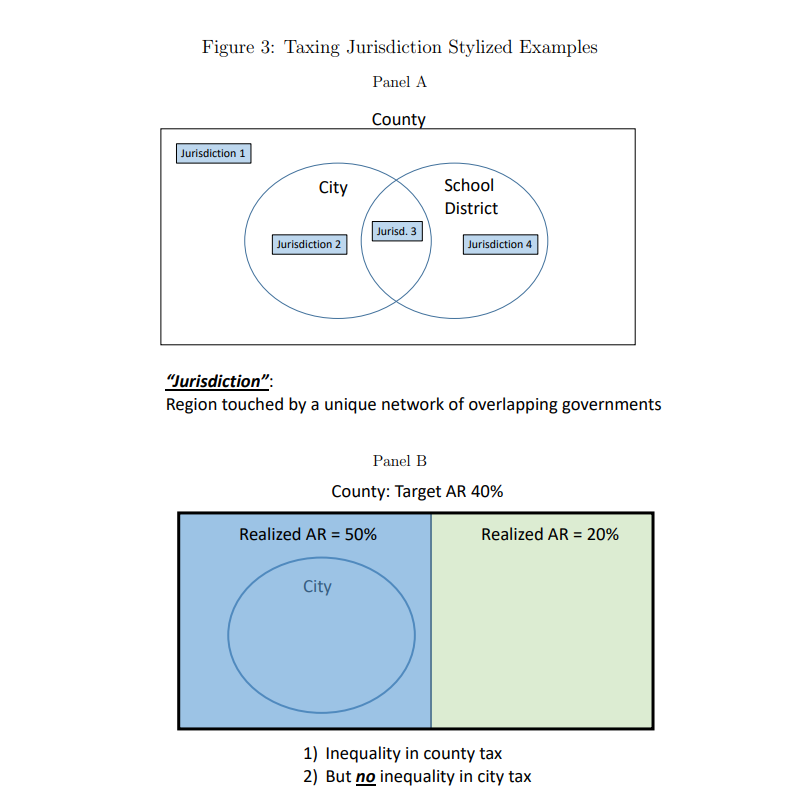 Figure 3: Taxing Jurisdiction Stylized Examples
Panel A
County
Jurisdiction 1
City
School
District
Jurisd. 3
Jurisdiction 2
Jurisdiction 4
“Jurisdiction”:
Region touched by a unique network of overlapping governments
Panel B
County: Target AR 40%
Realized AR = 50%
Realized AR = 20%
City
1) Inequality in county tax
2) But no inequality in city tax